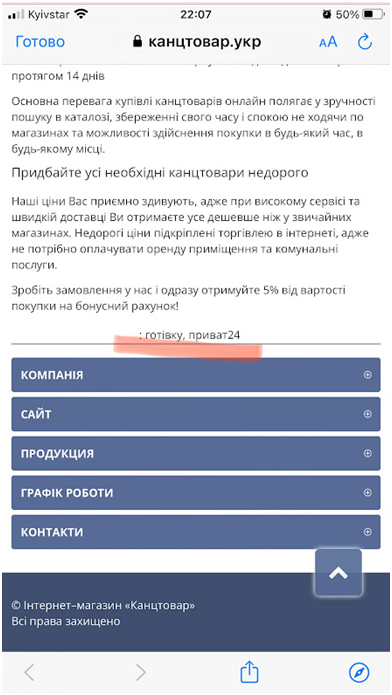 Kyivstar 22:07 50%
Готово канцтовар.укр AA
протягом 14 днів
Основна перевага купівлі канцтоварів онлайн полягає у зручності
пошуку в каталозі, збереженні свого часу і спокою не ходячи по
магазинах та можливості здійснення покупки в будь-який час, в
будь-якому місці.
Придбайте усі необхідні канцтовари недорого
Наші ціни Вас приємно здивують, адже при високому сервісі та
швидкій доставці Ви отримаєте усе дешевше ніж у звичайних
магазинах. Недорогі ціни підкріплені торгівлею в інтернеті, адже
не потрібно оплачувати оренду приміщення та комунальні
послуги.
Зробіть замовлення у нас і одразу отримуйте 5% від вартості
покупки на бонусний рахунок!
: готівку, приват24
КОМПАНІЯ
САЙТ
ПРОДУКЦИЯ
ГРАФІК РОБОТИ
КОНТАКТИ
© Інтернет–магазин «Канцтовар»
Всі права захищено